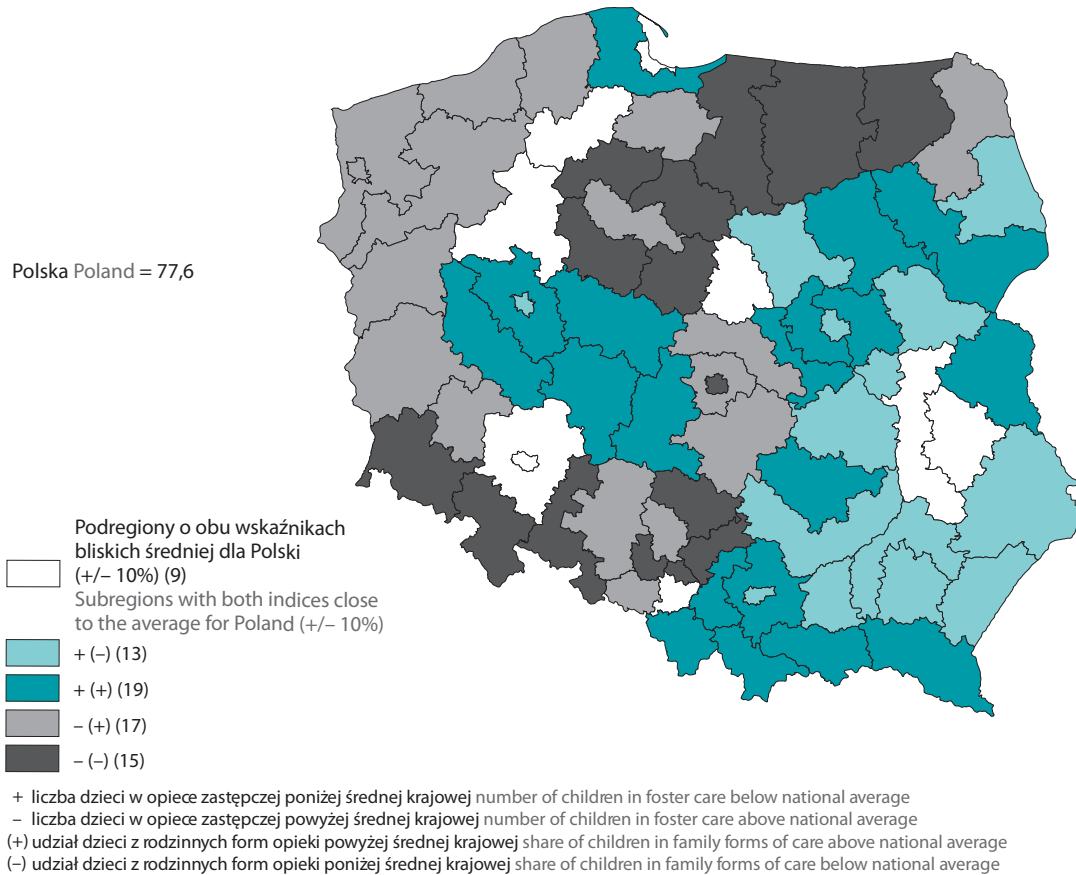 Polska Poland = 77,6
Podregiony o obu wskaźnikach
bliskich średniej dla Polski
(+/– 10%) (9)
Subregions with both indices close
to the average for Poland (+/– 10%)
+ (–) (13)
+ (+) (19)
– (+) (17)
– (–) (15)
+ liczba dzieci w opiece zastępczej poniżej średniej krajowej number of children in foster care below national average
– liczba dzieci w opiece zastępczej powyżej średniej krajowej number of children in foster care above national average
(+) udział dzieci z rodzinnych form opieki powyżej średniej krajowej share of children in family forms of care above national average
(–) udział dzieci z rodzinnych form opieki poniżej średniej krajowej share of children in family forms of care below national average